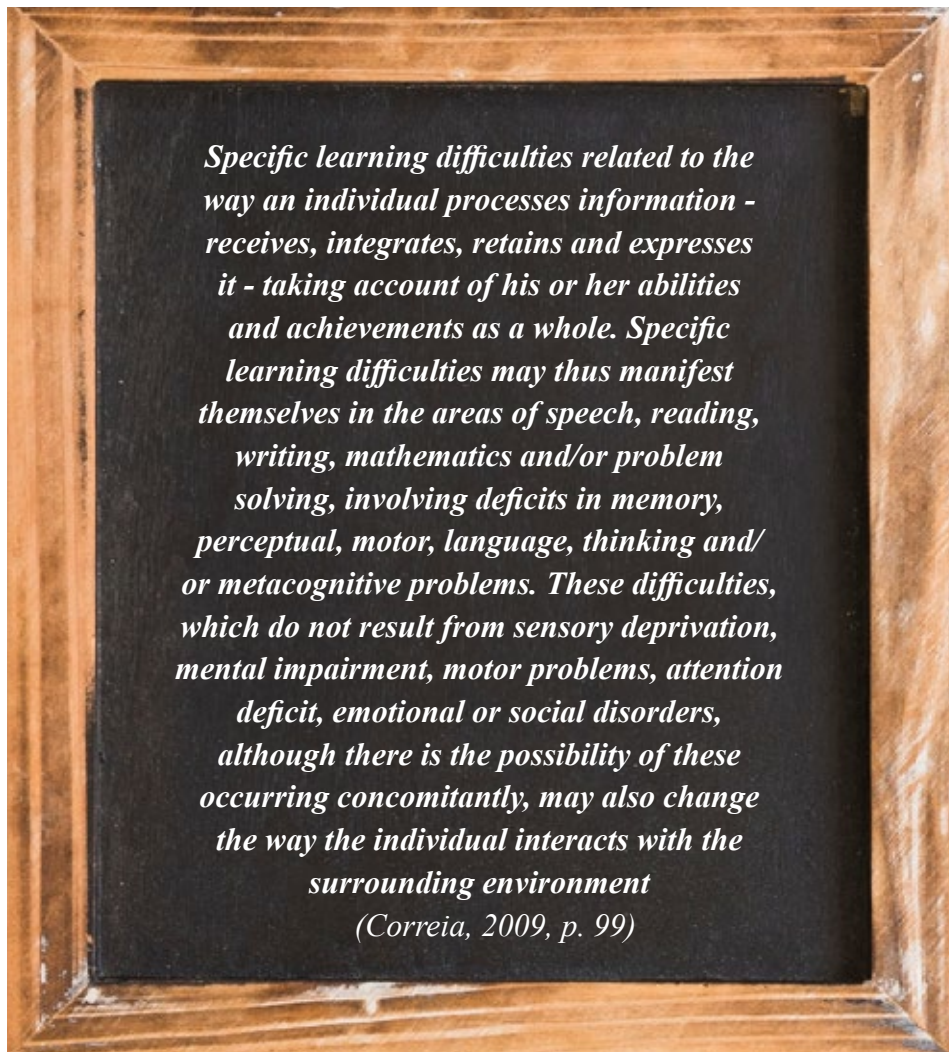 Specific learning difficulties related to the
way an individual processes information -
receives, integrates, retains and expresses
it - taking account of his or her abilities
and achievements as a whole. Specific
learning difficulties may thus manifest
themselves in the areas of speech, reading,
writing, mathematics and/or problem
solving, involving deficits in memory,
perceptual, motor, language, thinking and/
or metacognitive problems. These difficulties,
which do not result from sensory deprivation,
mental impairment, motor problems, attention
deficit, emotional or social disorders,
although there is the possibility of these
occurring concomitantly, may also change
the way the individual interacts with the
surrounding environment
(Correia, 2009, p. 99)